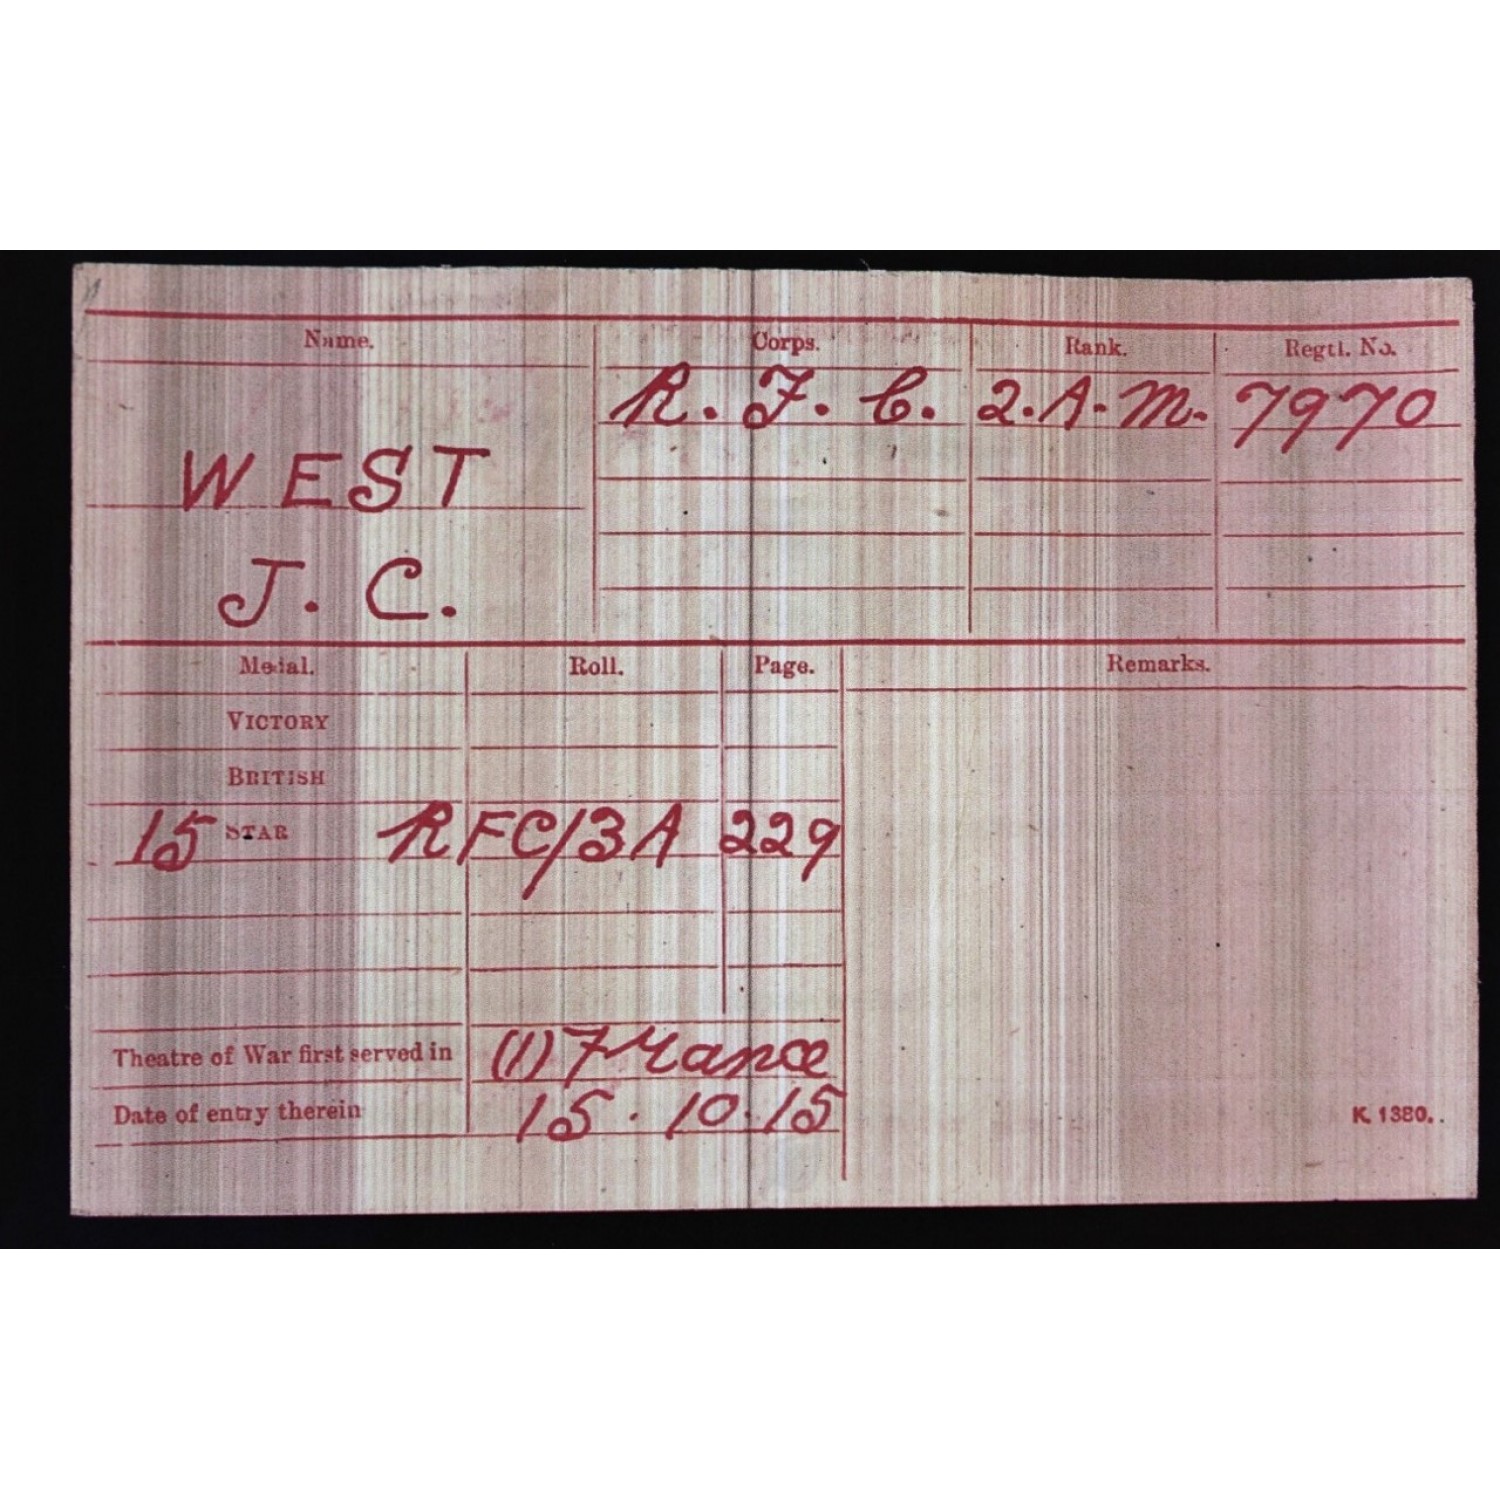 Name. Corps. Rank. Regtl. No.
R. F. C. 2.A.M. 7970
WEST
J. C.
Medal. Roll. Page. Remarks.
VICTORY
BRITISH
15 STAR RFC/3A 229
Theatre of War first served in (1) France
Date of entry therein 15.10.15
K. 1380.